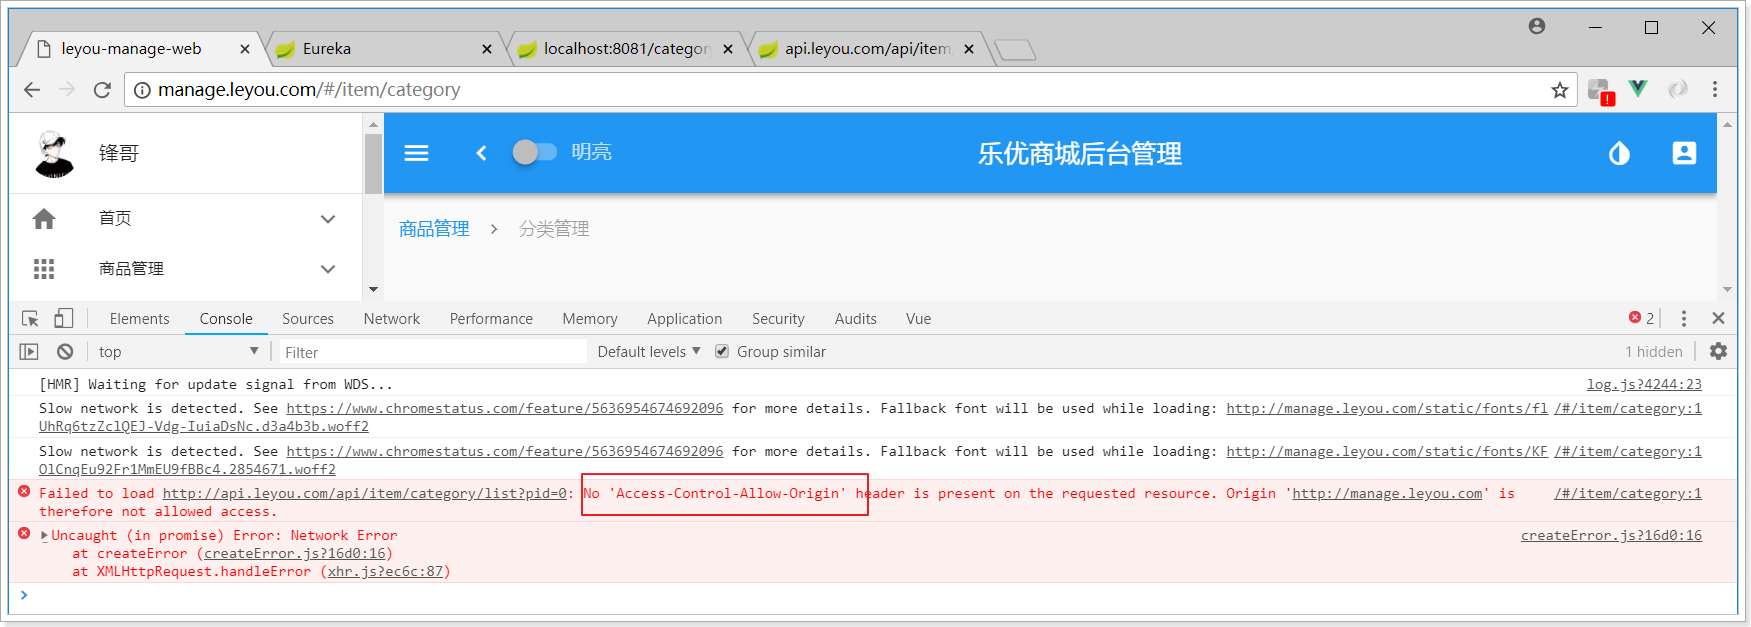 leyou-manage-web
Eureka
localhost:8081/categor
api.leyou.com/api/item
manage.leyou.com/#/item/category
锋哥
明亮
乐优商城后台管理
首页
商品管理
商品管理 > 分类管理
Elements Console Sources Network Performance Memory Application Security Audits Vue 2
top Filter Default levels Group similar 1 hidden
[HMR] Waiting for update signal from WDS... log.js?4244:23
Slow network is detected. See https://www.chromestatus.com/feature/5636954674692096 for more details. Fallback font will be used while loading: http://manage.leyou.com/static/fonts/fl /#/item/category:1
UhRq6tzZclQEJ-Vdg-IuiaDsNc.d3a4b3b.woff2
Slow network is detected. See https://www.chromestatus.com/feature/5636954674692096 for more details. Fallback font will be used while loading: http://manage.leyou.com/static/fonts/KF /#/item/category:1
OlCnqEu92Fr1MmEU9fBBc4.2854671.woff2
Failed to load http://api.leyou.com/api/item/category/list?pid=0: No 'Access-Control-Allow-Origin' header is present on the requested resource. Origin 'http://manage.leyou.com' is /#/item/category:1
therefore not allowed access.
Uncaught (in promise) Error: Network Error createError.js?16d0:16
at createError (createError.js?16d0:16)
at XMLHttpRequest.handleError (xhr.js?ec6c:87)